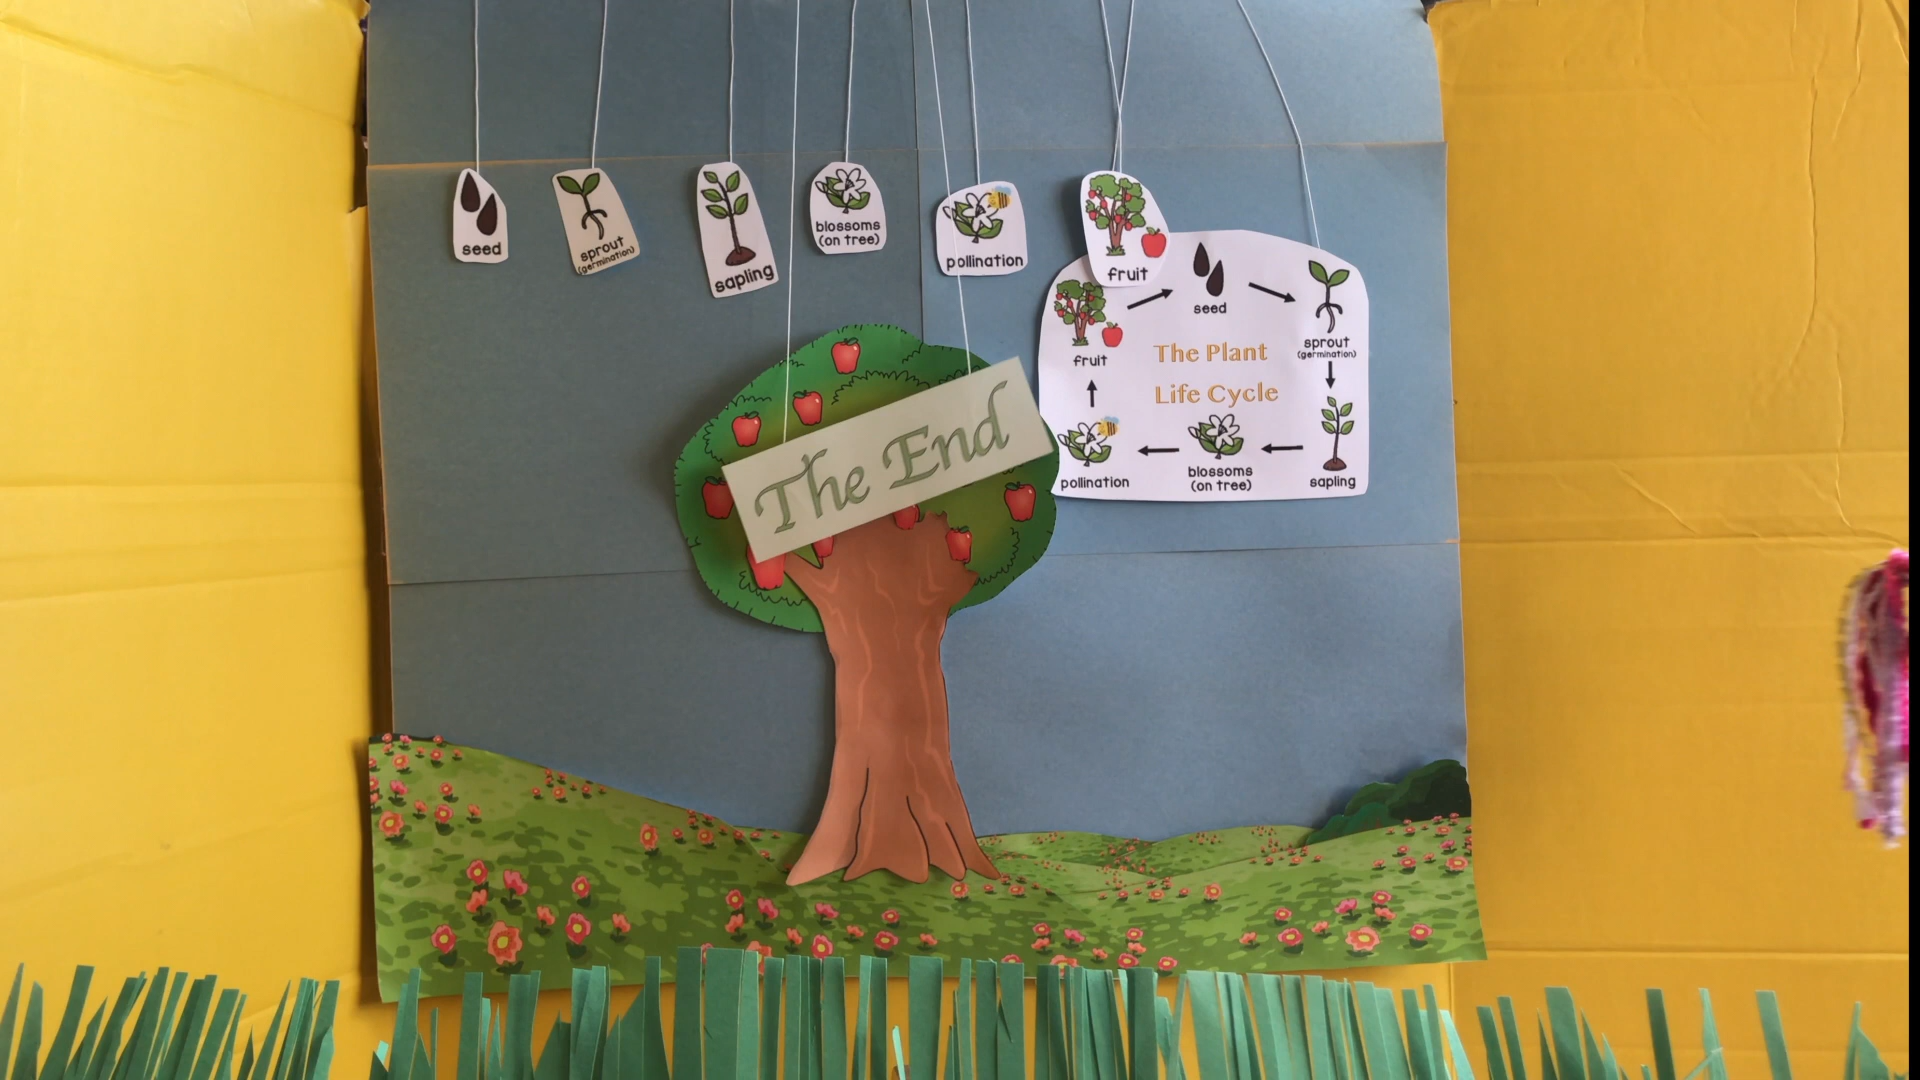 seed
sprout
(germination)
sapling
blossoms
(on tree)
pollination
fruit
The End
The Plant
Life Cycle
seed
sprout
(germination)
sapling
blossoms
(on tree)
pollination
fruit